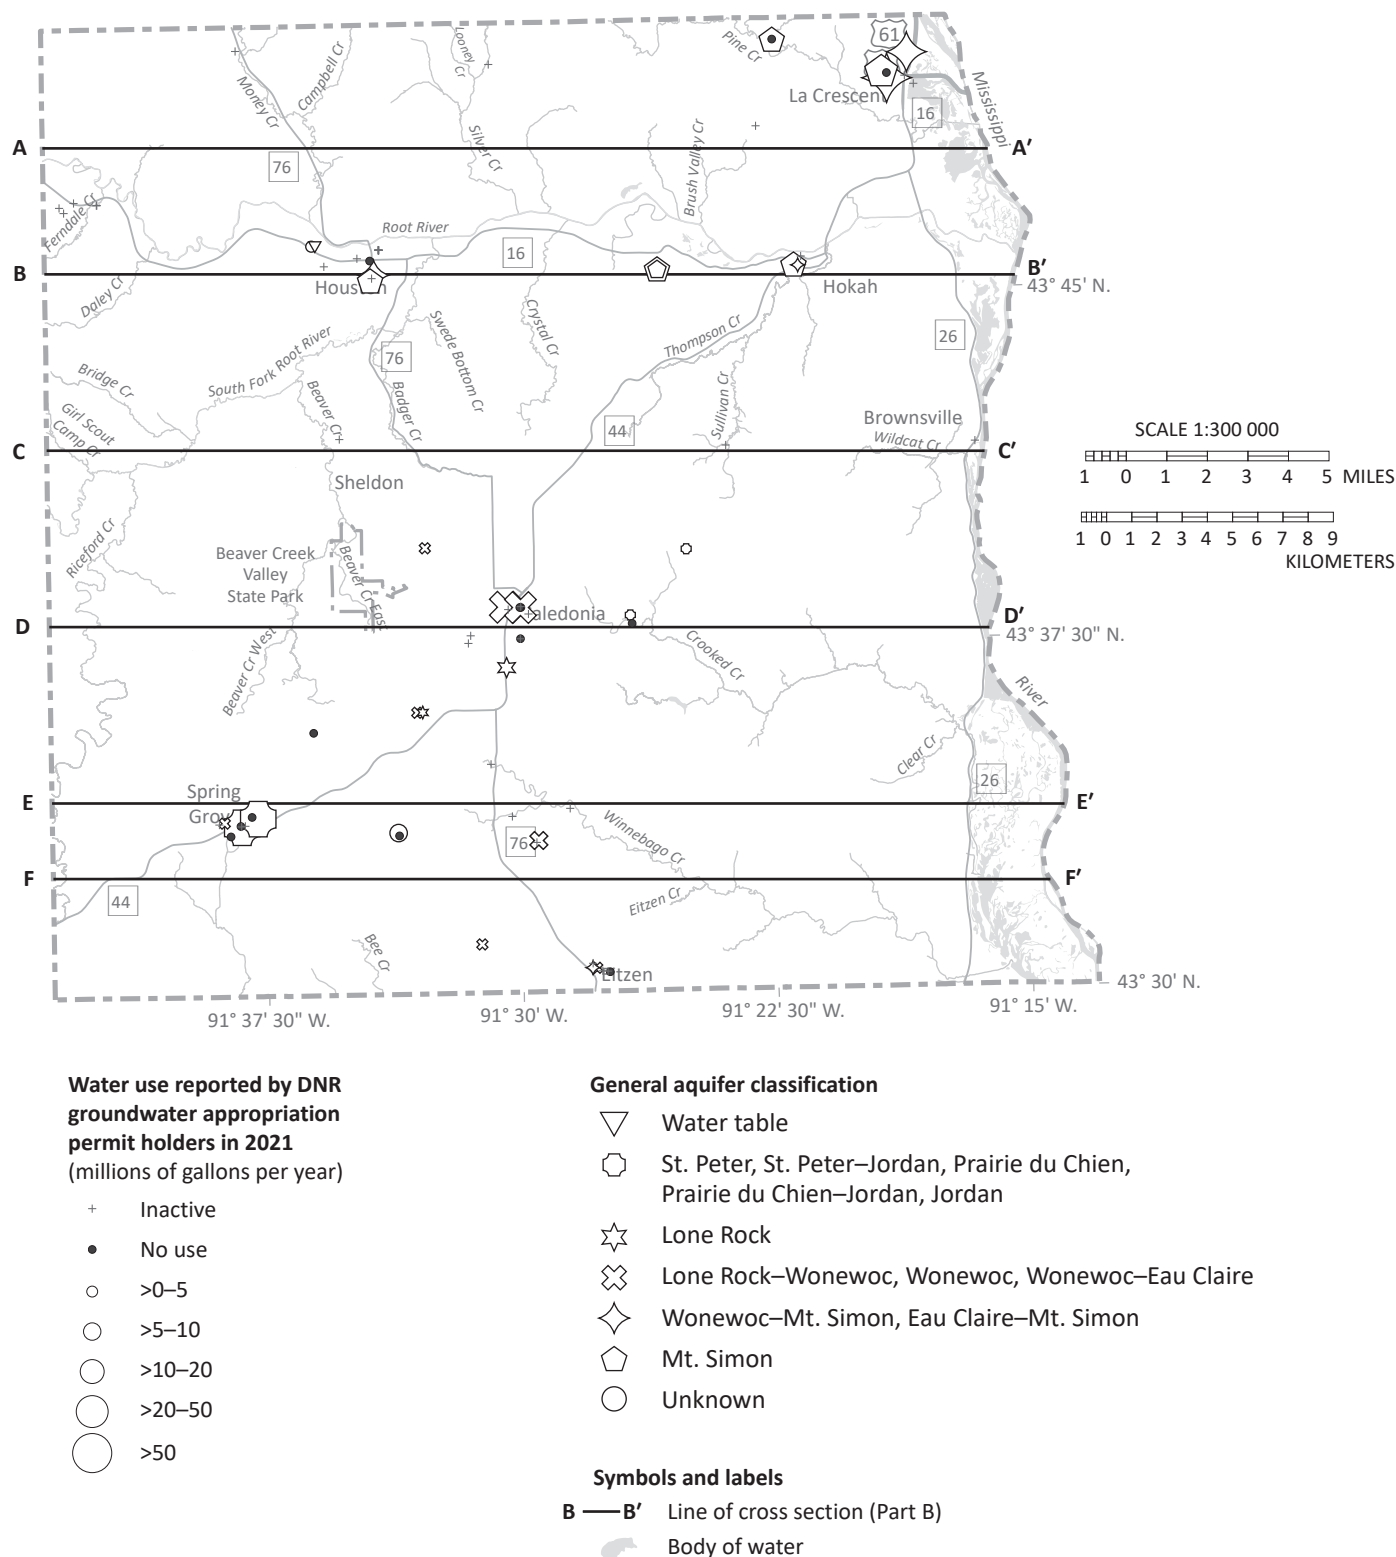 61
Pine Cr
Looney
Cr
Campbell Cr
Money Cr
La Crescent
Mississippi
16
Silver Cr
Brush Valley Cr
A
A′
76
Ferndale Cr
Root River
16
B
B′
43° 45' N.
Houston
Hokah
Daley Cr
Crystal Cr
Swede Bottom Cr
Thompson Cr
26
South Fork Root River
76
Bridge Cr
Beaver Cr
Badger Cr
Sullivan Cr
Girl Scout
Camp Cr
44
Brownsville
Wildcat Cr
SCALE 1:300 000
C
C′
1 0 1 2 3 4 5 MILES
Sheldon
1 0 1 2 3 4 5 6 7 8 9
KILOMETERS
Riceford Cr
Beaver Creek
Valley
State Park
Beaver Cr East
Caledonia
D
D′
43° 37' 30" N.
Beaver Cr West
Crooked Cr
River
Clear Cr
26
Spring
Grove
E
E′
76
Winnebago Cr
F
F′
44
Eitzen Cr
Bee Cr
Eitzen
43° 30' N.
91° 37' 30" W.
91° 30' W.
91° 22' 30" W.
91° 15' W.
Water use reported by DNR
groundwater appropriation
permit holders in 2021
(millions of gallons per year)
Inactive
No use
>0–5
>5–10
>10–20
>20–50
>50
General aquifer classification
Water table
St. Peter, St. Peter–Jordan, Prairie du Chien,
Prairie du Chien–Jordan, Jordan
Lone Rock
Lone Rock–Wonewoc, Wonewoc, Wonewoc–Eau Claire
Wonewoc–Mt. Simon, Eau Claire–Mt. Simon
Mt. Simon
Unknown
Symbols and labels
B B′ Line of cross section (Part B)
Body of water